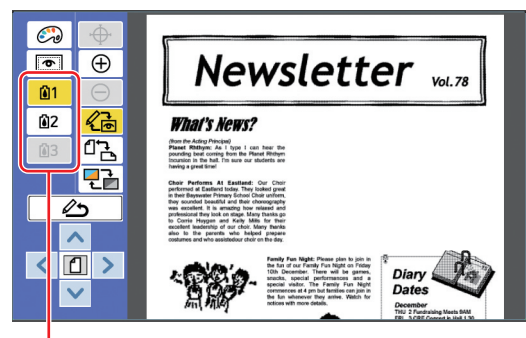 1
2
3
Newsletter Vol. 78
What's News?
(from the Acting Principal)
Planet Rhthym: As I type I can hear the
pounding beat coming from the Planet Rhthym
incursion in the hall. I'm sure our students are
having a great time!
Choir Performs At Eastland: Our Choir
performed at Eastland today. They looked great
in their Bayswater Primary School Choir uniform,
they sounded beautiful and their choreography
was excellent. It is amazing how relaxed and
professional they look on stage. Many thanks go
to Corrie Huygen and Kelly Mills for their
excellent leadership of our choir. Many thanks
also to the parents who helped prepare
costumes and who assisted our choir on the day.
Family Fun Night: Please plan to join in
the fun of our Family Fun Night on Friday
10th December. There will be games,
snacks, special performances and a
special visitor. The Family Fun Night
commences at 4 pm but families can join in
the fun whenever they arrive. Watch for
notices with more details.
Diary
Dates
December
THU 2 Fundraising Meets 9AM